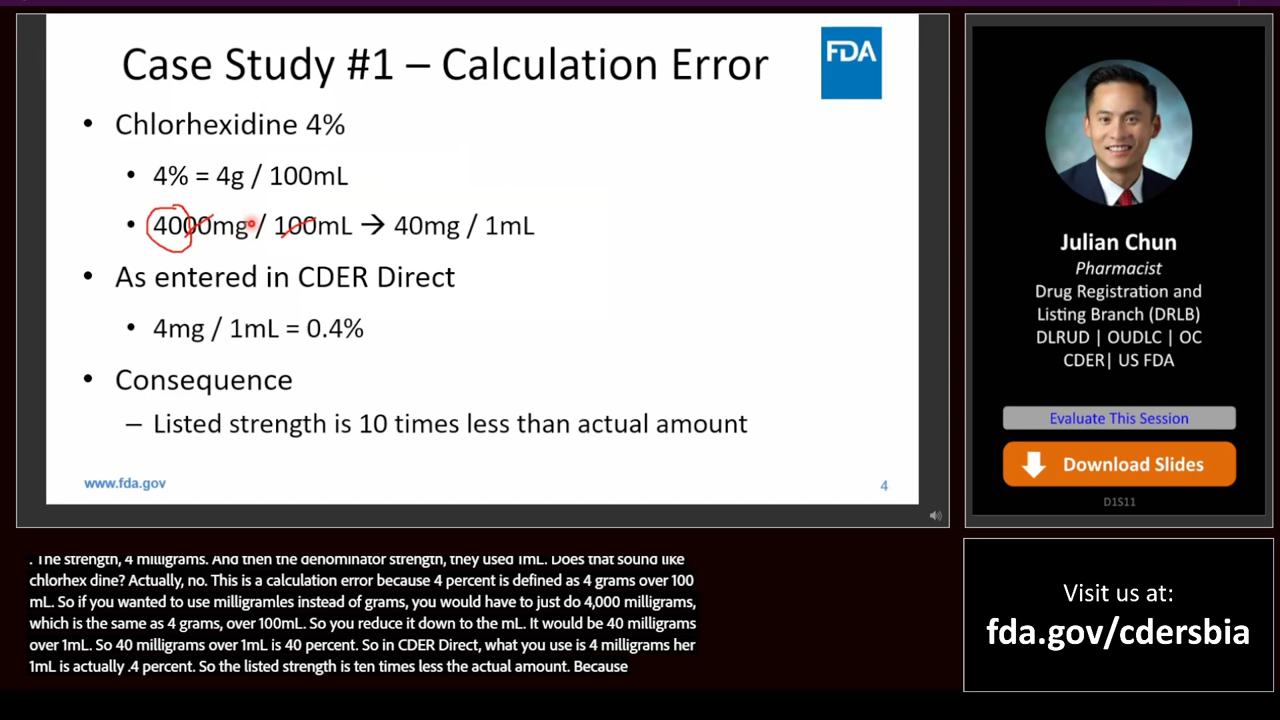 Case Study #1 – Calculation Error
FDA
• Chlorhexidine 4%
• 4% = 4g / 100mL
• 4000mg / 100mL → 40mg / 1mL
• As entered in CDER Direct
• 4mg / 1mL = 0.4%
• Consequence
– Listed strength is 10 times less than actual amount
www.fda.gov
4
Julian Chun
Pharmacist
Drug Registration and
Listing Branch (DRLB)
DLRUD | OUDLC | OC
CDER| US FDA
Evaluate This Session
Download Slides
D1S11
. The strength, 4 milligrams. And then the denominator strength, they used 1mL. Does that sound like
chlorhex dine? Actually, no. This is a calculation error because 4 percent is defined as 4 grams over 100
mL. So if you wanted to use milligramles instead of grams, you would have to just do 4,000 milligrams,
which is the same as 4 grams, over 100mL. So you reduce it down to the mL. It would be 40 milligrams
over 1mL. So 40 milligrams over 1mL is 40 percent. So in CDER Direct, what you use is 4 milligrams her
1mL is actually .4 percent. So the listed strength is ten times less the actual amount. Because
Visit us at:
fda.gov/cdersbia